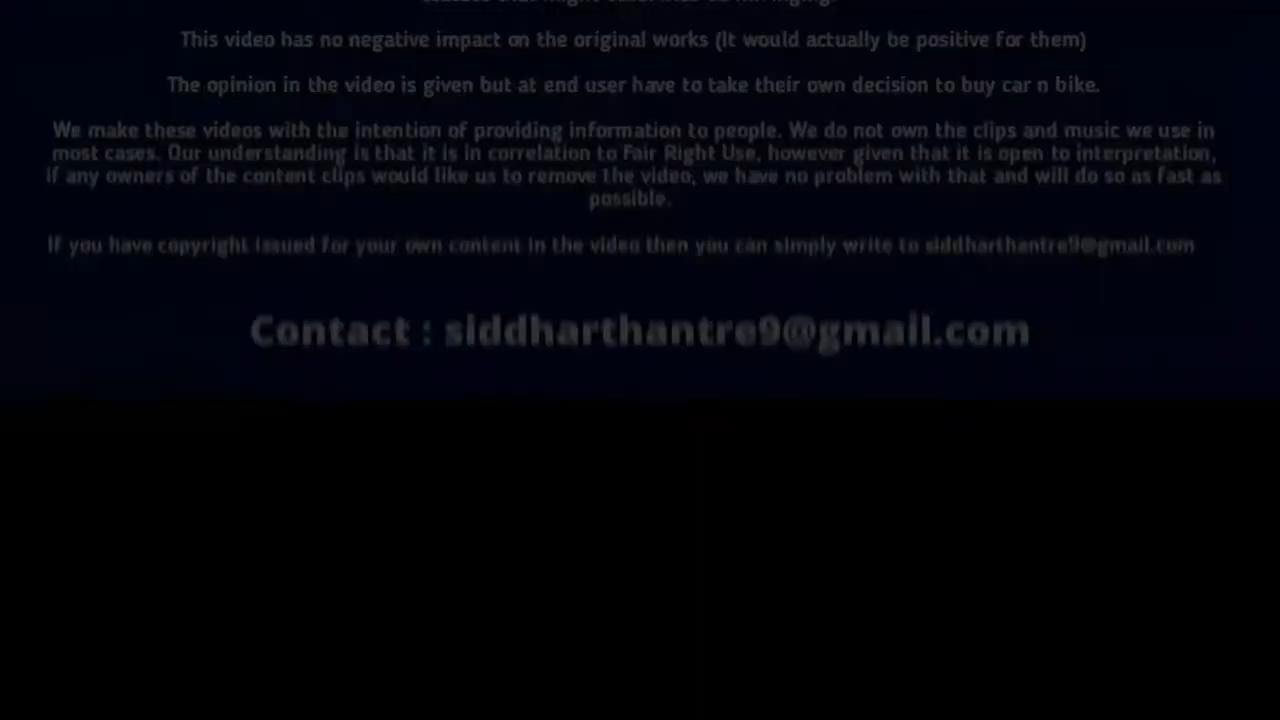 This video has no negative impact on the original works (It would actually be positive for them)
The opinion in the video is given but at end user have to take their own decision to buy car n bike.
We make these videos with the intention of providing information to people. We do not own the clips and music we use in
most cases. Our understanding is that it is in correlation to Fair Right Use, however given that it is open to interpretation,
if any owners of the content clips would like us to remove the video, we have no problem with that and will do so as fast as
possible.
If you have copyright issued for your own content in the video then you can simply write to siddharthantre9@gmail.com
Contact : siddharthantre9@gmail.com